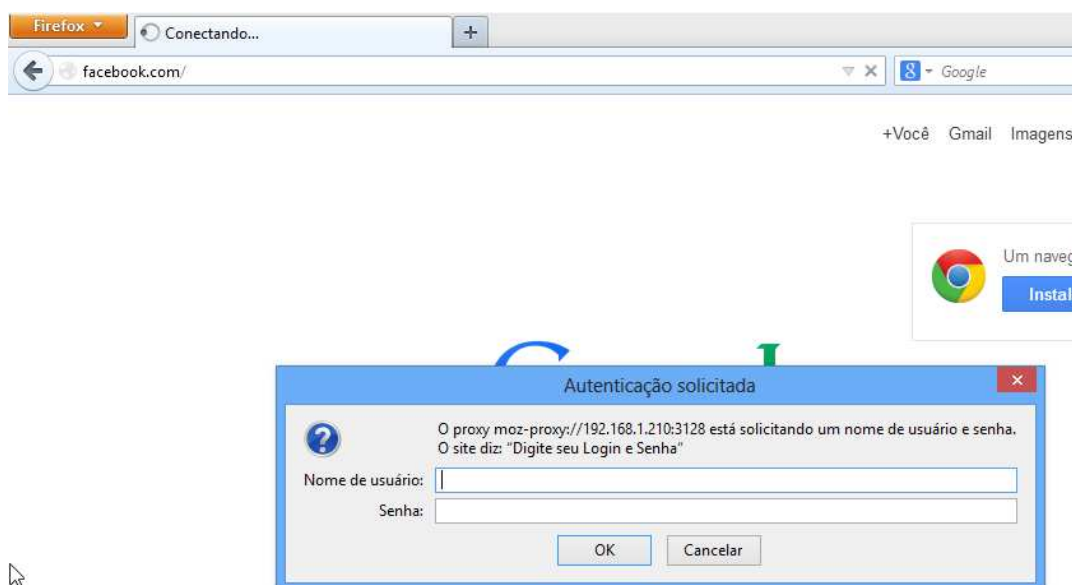 Firefox
Conectando...
+
facebook.com/
8 Google
+Você Gmail Imagens
Um naveg
Instal
Autenticação solicitada
O proxy moz-proxy://192.168.1.210:3128 está solicitando um nome de usuário e senha.
O site diz: "Digite seu Login e Senha"
Nome de usuário:
Senha:
OK Cancelar